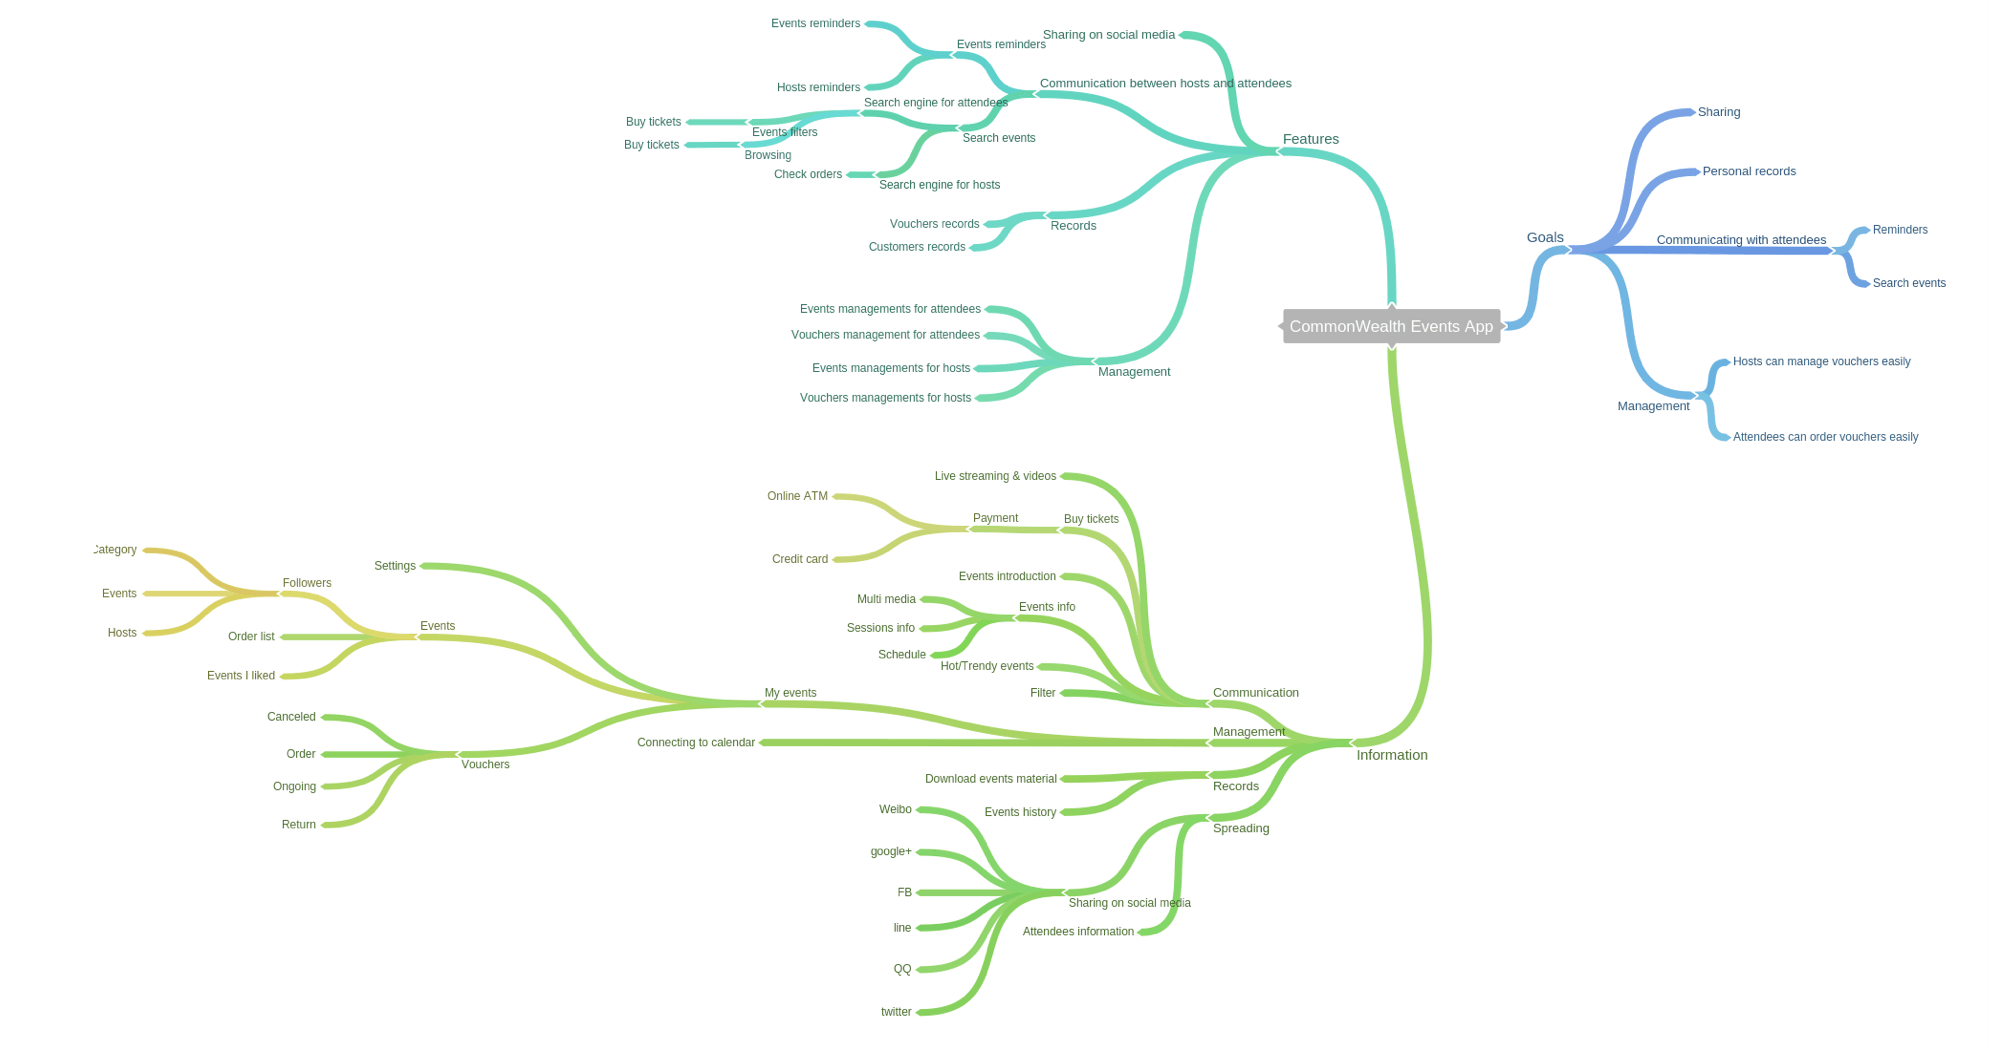 CommonWealth Events App
Goals
Sharing
Personal records
Communicating with attendees
Reminders
Search events
Management
Hosts can manage vouchers easily
Attendees can order vouchers easily
Features
Sharing on social media
Communication between hosts and attendees
Events reminders
Events reminders
Hosts reminders
Search events
Search engine for attendees
Events filters
Buy tickets
Browsing
Buy tickets
Search engine for hosts
Check orders
Records
Vouchers records
Customers records
Management
Events managements for attendees
Vouchers management for attendees
Events managements for hosts
Vouchers managements for hosts
Information
Communication
Live streaming & videos
Buy tickets
Payment
Online ATM
Credit card
Events introduction
Events info
Multi media
Sessions info
Schedule
Hot/Trendy events
Filter
Management
My events
Settings
Events
Followers
Category
Events
Hosts
Order list
Events I liked
Vouchers
Canceled
Order
Ongoing
Return
Connecting to calendar
Records
Download events material
Events history
Spreading
Sharing on social media
Weibo
google+
FB
line
QQ
twitter
Attendees information